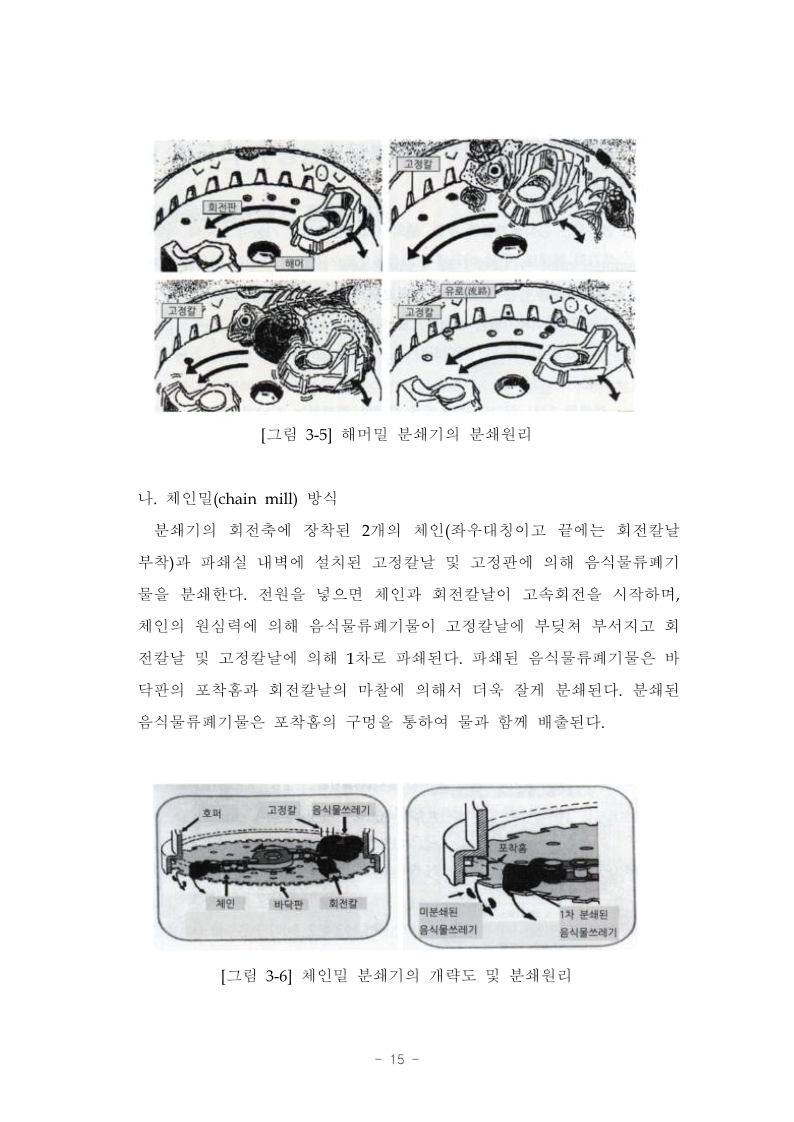 회전판
해머
고정칼
고정칼
유로(流路)
고정칼
[그림 3-5] 해머밀 분쇄기의 분쇄원리
나. 체인밀(chain mill) 방식
분쇄기의 회전축에 장착된 2개의 체인(좌우대칭이고 끝에는 회전칼날
부착)과 파쇄실 내벽에 설치된 고정칼날 및 고정판에 의해 음식물류폐기
물을 분쇄한다. 전원을 넣으면 체인과 회전칼날이 고속회전을 시작하며,
체인의 원심력에 의해 음식물류폐기물이 고정칼날에 부딪쳐 부서지고 회
전칼날 및 고정칼날에 의해 1차로 파쇄된다. 파쇄된 음식물류폐기물은 바
닥판의 포착홈과 회전칼날의 마찰에 의해서 더욱 잘게 분쇄된다. 분쇄된
음식물류폐기물은 포착홈의 구멍을 통하여 물과 함께 배출된다.
호퍼
고정칼
음식물쓰레기
체인
바닥판
회전칼
포착홈
미분쇄된
음식물쓰레기
1차 분쇄된
음식물쓰레기
[그림 3-6] 체인밀 분쇄기의 개략도 및 분쇄원리
- 15 -